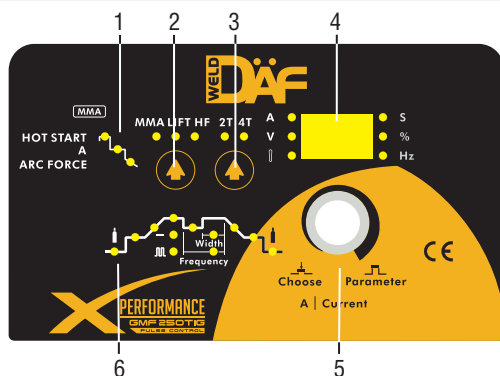 1 2 3 4
WELD DÄF
MMA
MMA LIFT HF 2T 4T
HOT START
A
ARC FORCE
A S
V %
Hz
Width
Frequency
Choose Parameter
A | Current
CE
X PERFORMANCE
GMF 250TIG
PULSE CONTROL
6 5